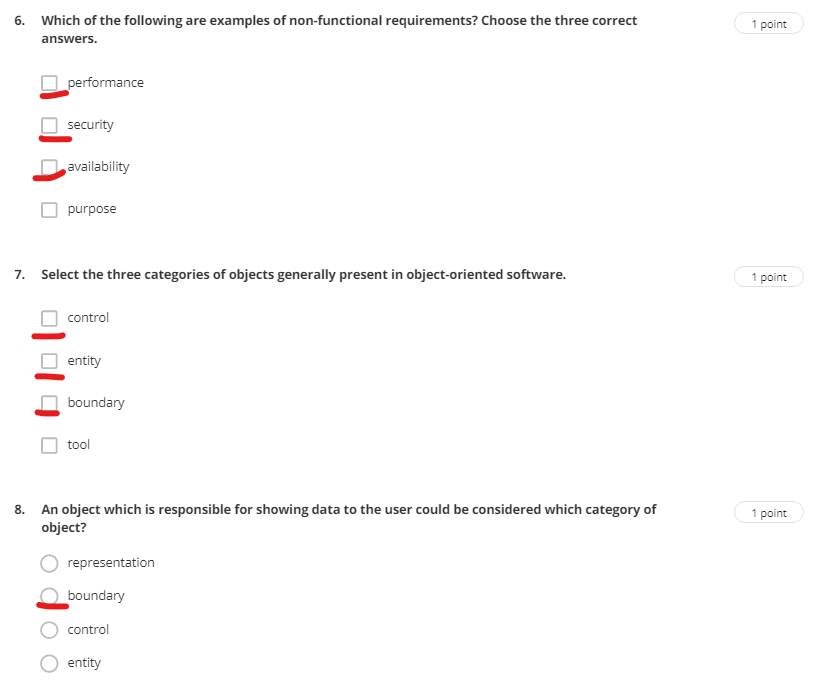 6. Which of the following are examples of non-functional requirements? Choose the three correct answers.
1 point
performance
security
availability
purpose
7. Select the three categories of objects generally present in object-oriented software.
1 point
control
entity
boundary
tool
8. An object which is responsible for showing data to the user could be considered which category of object?
1 point
representation
boundary
control
entity